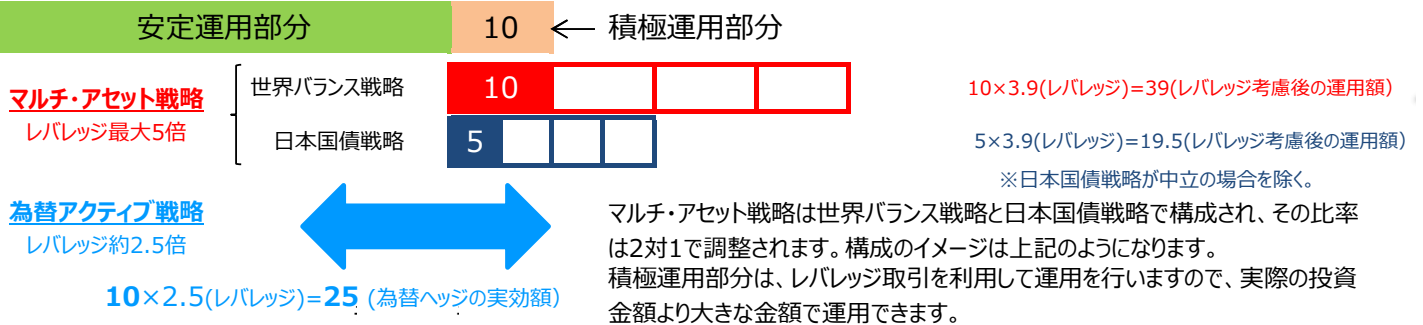 安定運用部分
10
積極運用部分
マルチ・アセット戦略
レバレッジ最大5倍
世界バランス戦略
10
10×3.9(レバレッジ)=39(レバレッジ考慮後の運用額)
日本国債戦略
5
5×3.9(レバレッジ)=19.5(レバレッジ考慮後の運用額)
※日本国債戦略が中立の場合を除く。
為替アクティブ戦略
レバレッジ約2.5倍
10×2.5(レバレッジ)=25 (為替ヘッジの実効額)
マルチ・アセット戦略は世界バランス戦略と日本国債戦略で構成され、その比率
は2対1で調整されます。構成のイメージは上記のようになります。
積極運用部分は、レバレッジ取引を利用して運用を行いますので、実際の投資
金額より大きな金額で運用できます。